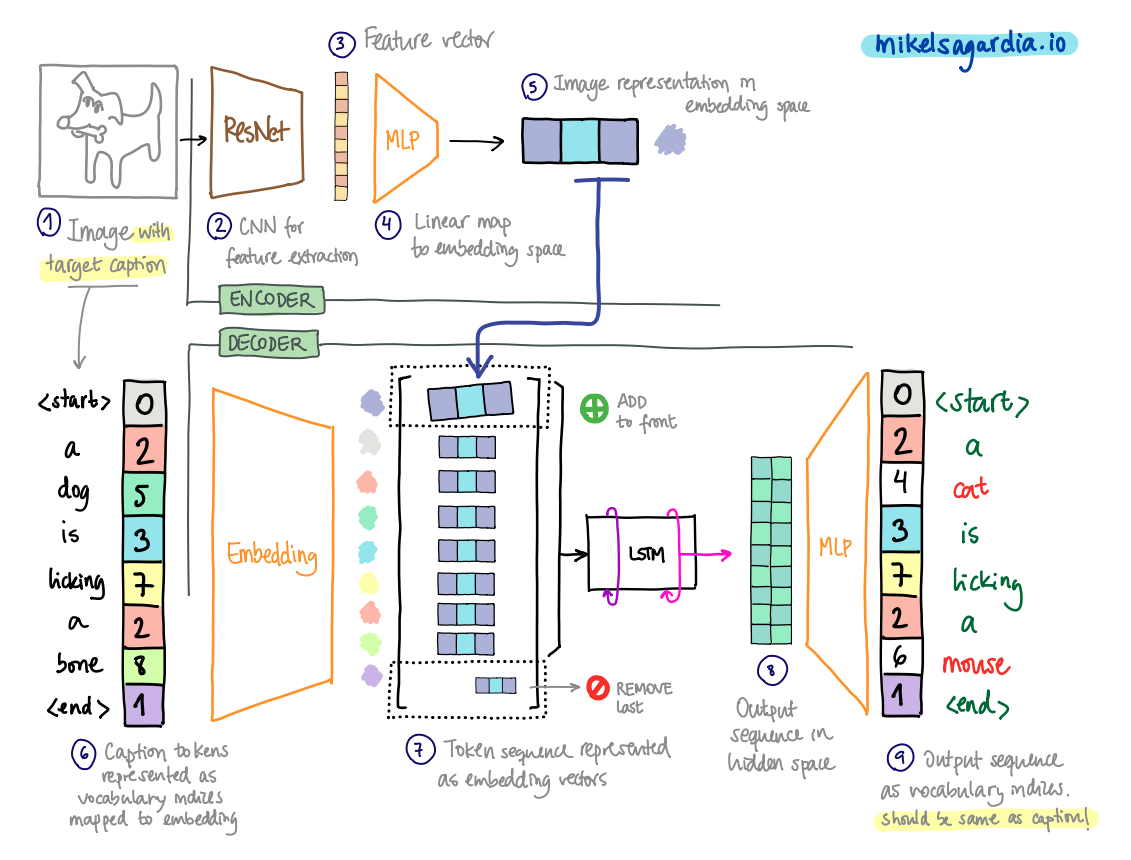 mikelsagardia.io
3 Feature vector
5 Image representation in
embedding space
ResNet
MLP
1 Image with
target caption
2 CNN for
feature extraction
4 Linear map
to embedding space
ENCODER
DECODER
<start> 0
a 2
dog 5
is 3
licking 7
a 2
bone 8
<end> 1
6 Caption tokens
represented as
vocabulary indizes
mapped to embedding
Embedding
ADD
to front
REMOVE
last
7 Token sequence represented
as embedding vectors
LSTM
8
Output
sequence in
hidden space
MLP
0 <start>
2 a
4 cat
3 is
7 licking
2 a
6 mouse
1 <end>
9 Output sequence
as vocabulary indizes.
should be same as caption!